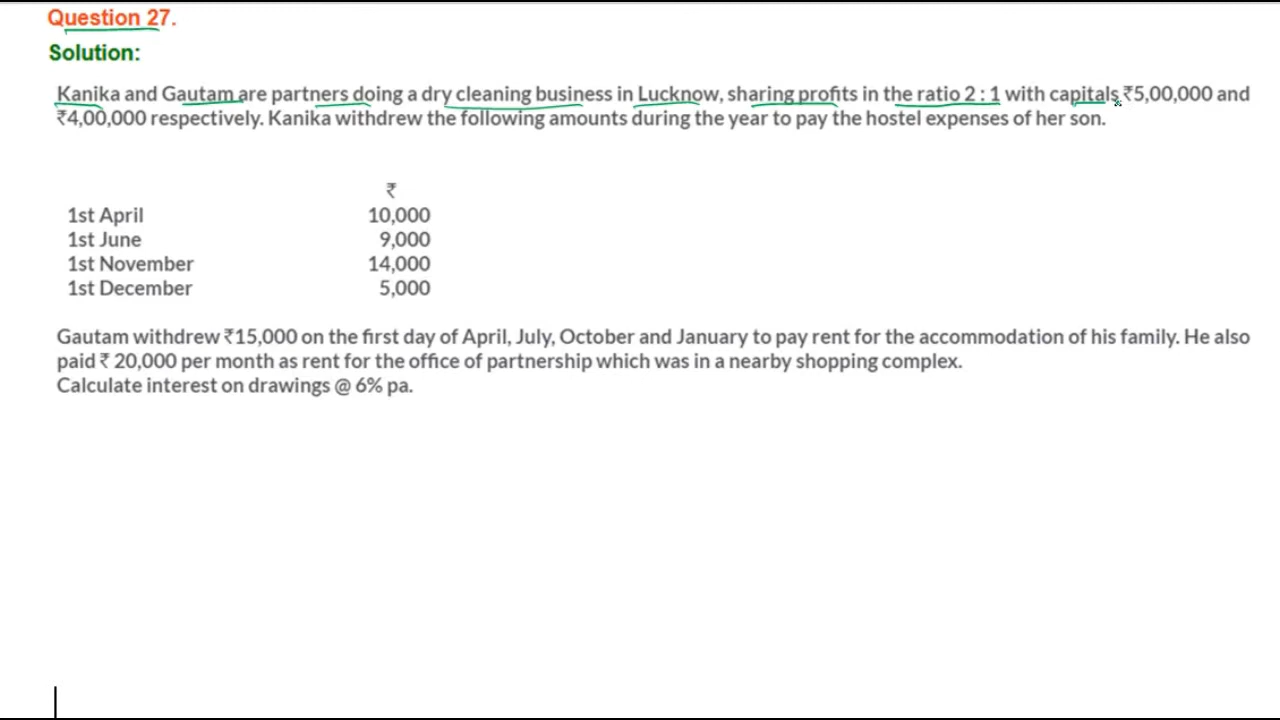 Question 27.
Solution:
Kanika and Gautam are partners doing a dry cleaning business in Lucknow, sharing profits in the ratio 2 : 1 with capitals ₹5,00,000 and
₹4,00,000 respectively. Kanika withdrew the following amounts during the year to pay the hostel expenses of her son.
₹
1st April 10,000
1st June 9,000
1st November 14,000
1st December 5,000
Gautam withdrew ₹15,000 on the first day of April, July, October and January to pay rent for the accommodation of his family. He also
paid ₹ 20,000 per month as rent for the office of partnership which was in a nearby shopping complex.
Calculate interest on drawings @ 6% pa.